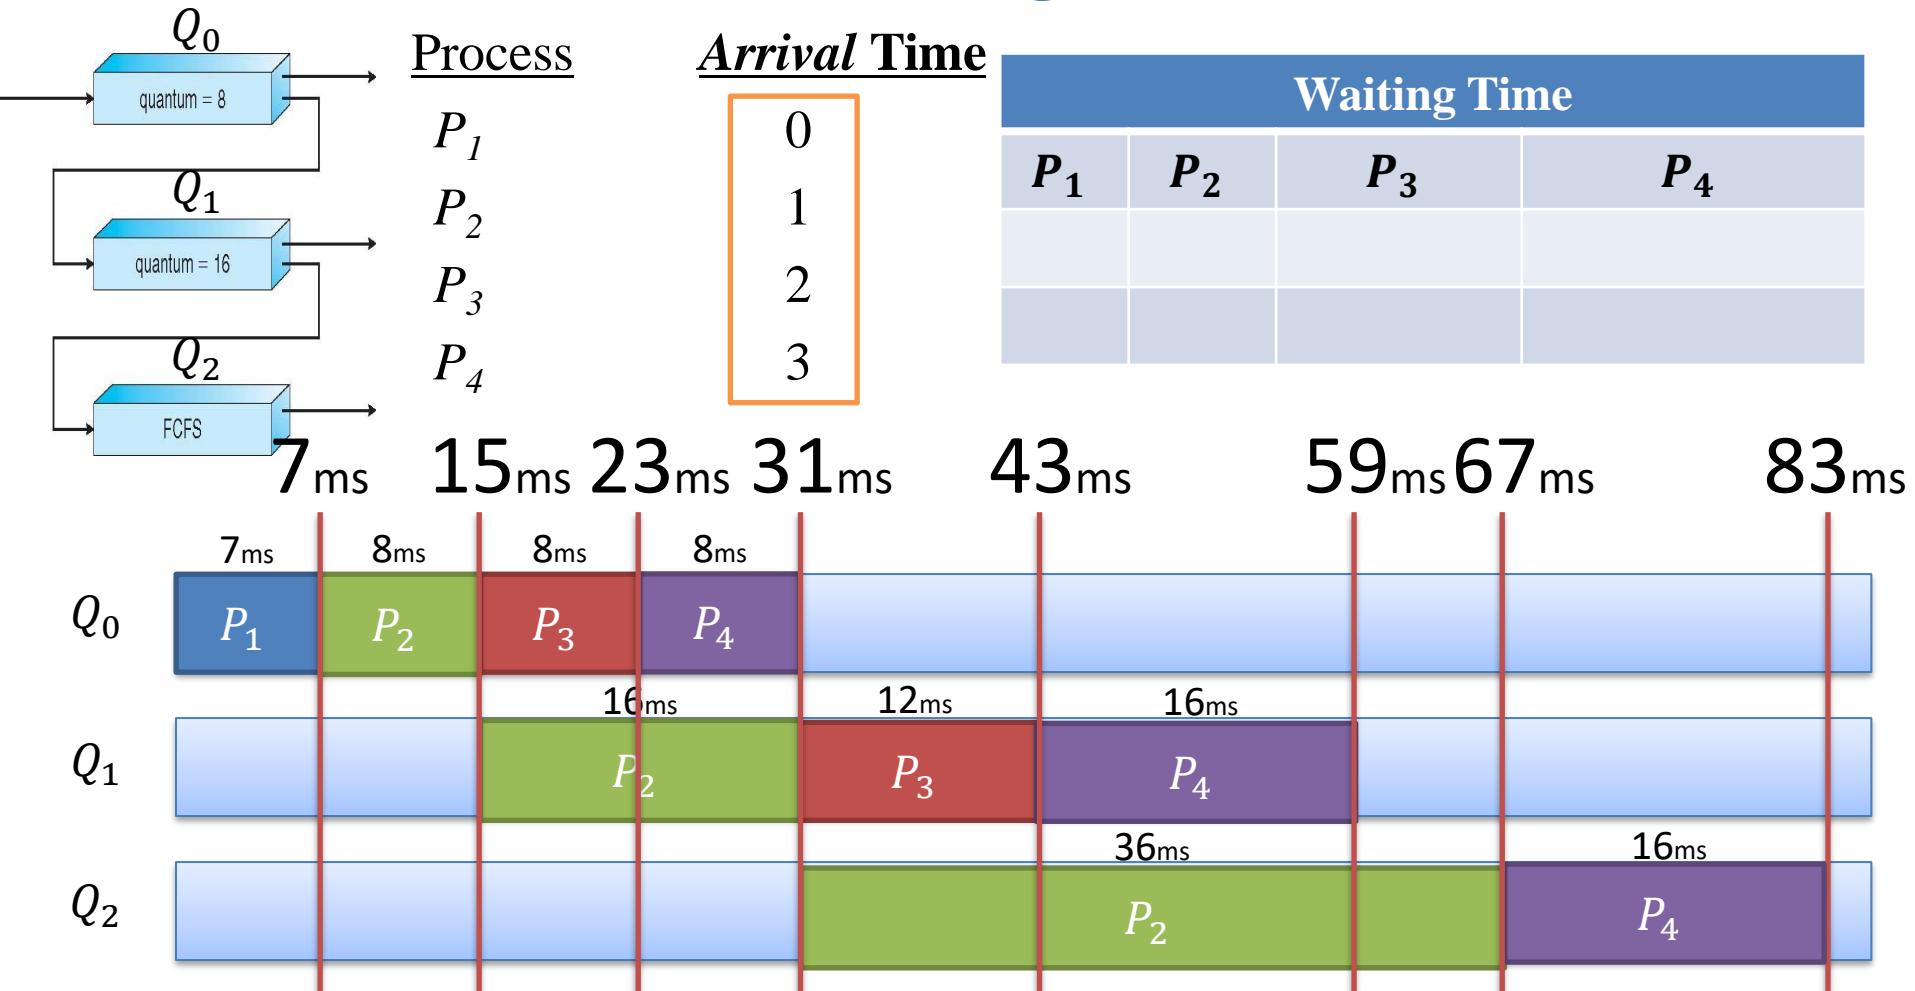 Q₀
quantum = 8
Q₁
quantum = 16
Q₂
FCFS
Process Arrival Time
P₁ 0
P₂ 1
P₃ 2
P₄ 3
Waiting Time
P₁ P₂ P₃ P₄
7ms 15ms 23ms 31ms 43ms 59ms 67ms 83ms
7ms 8ms 8ms 8ms
Q₀ P₁ P₂ P₃ P₄
16ms 12ms 16ms
Q₁ P₂ P₃ P₄
36ms 16ms
Q₂ P₂ P₄